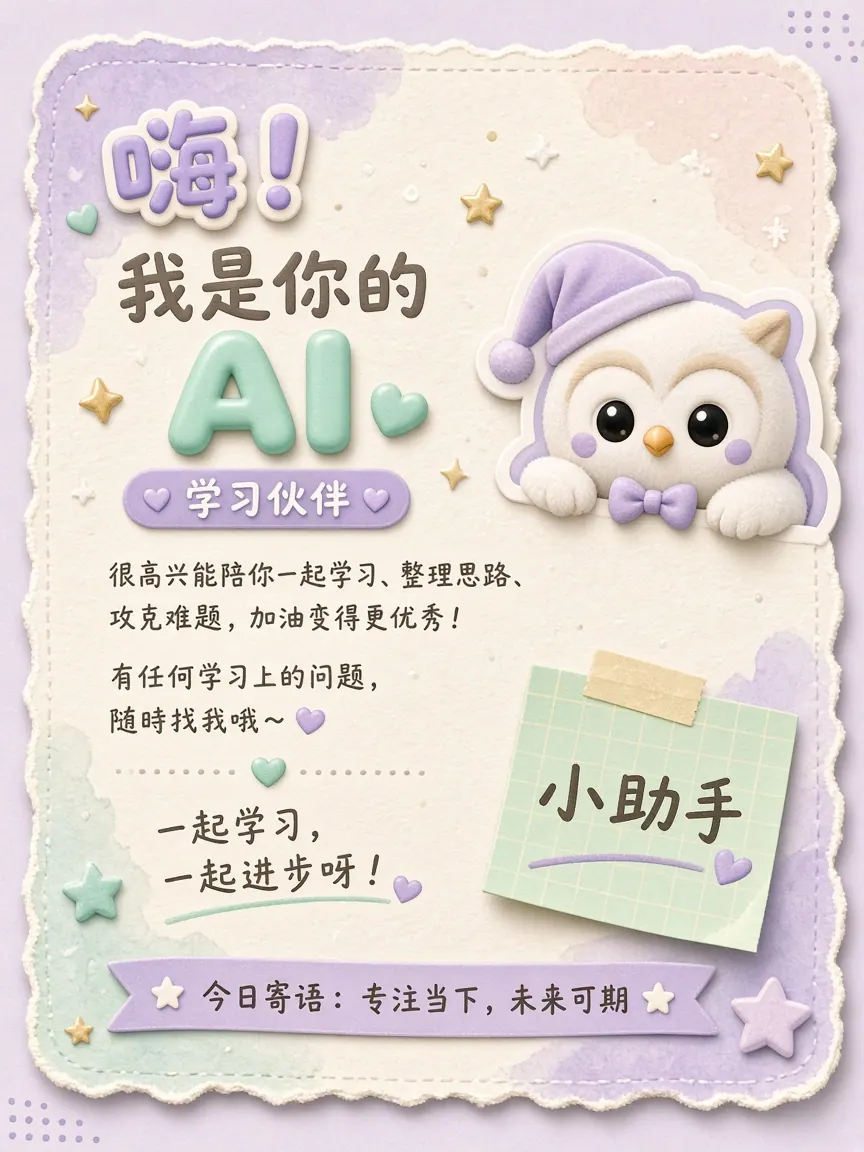 嗨！
我是你的
AI
学习伙伴
很高兴能陪你一起学习、整理思路、
攻克难题，加油变得更优秀！
有任何学习上的问题，
随時找我哦～
一起学习，
一起进步呀！
小助手
今日寄语：专注当下，未来可期